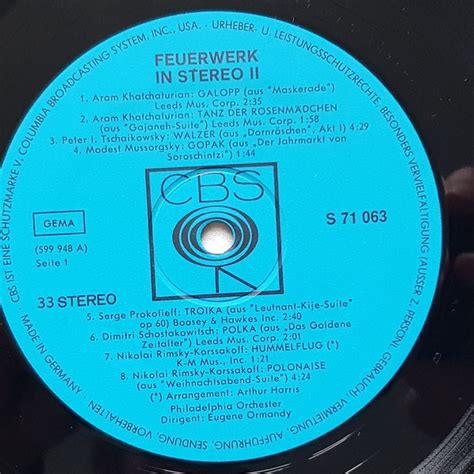 FEUERWERK
IN STEREO II
1. Aram Khatchaturian: GALOPP (aus "Maskerade")
Leeds Mus. Corp. 2:35
2. Aram Khatchaturian: TANZ DER ROSENMÄDCHEN
(aus "Gajaneh-Suite") Leeds Mus. Corp. 1:58
3. Peter I. Tschaikowsky: WALZER (aus „Dornröschen", Akt I) 4:29
4. Modest Mussorgsky: GOPAK (aus „Der Jahrmarkt von
Soroschintzi") 1:44
CBS
GEMA
(599 948 A)
Seite 1
S 71 063
33 STEREO
5. Serge Prokofieff: TROIKA (aus "Leutnant-Kije-Suite"
op 60) Boosey & Hawkes Inc. 2:40
6. Dimitri Schostakowitsch: POLKA (aus „Das Goldene
Zeitalter") Leeds Mus. Corp. 2:01
7. Nikolai Rimsky-Korssakoff: HUMMELFLUG (*)
K-M Mus., Inc. 1:21
8. Nikolai Rimsky-Korssakoff: POLONAISE
(aus "Weihnachtsabend-Suite") 4:24
(*) Arrangement: Arthur Harris
Philadelphia Orchester
Dirigent: Eugene Ormandy
CBS IST EINE SCHUTZMARKE V. COLUMBIA BROADCASTING SYSTEM, INC., USA. - URHEBER- U. LEISTUNGSSCHUTZRECHTE, BESONDERS VERVIELFÄLTIGUNG (AUSSER Z. PERSÖNL. GEBRAUCH), VERMIETUNG, AUFFÜHRUNG, SENDUNG, VORBEHALTEN
MADE IN GERMANY